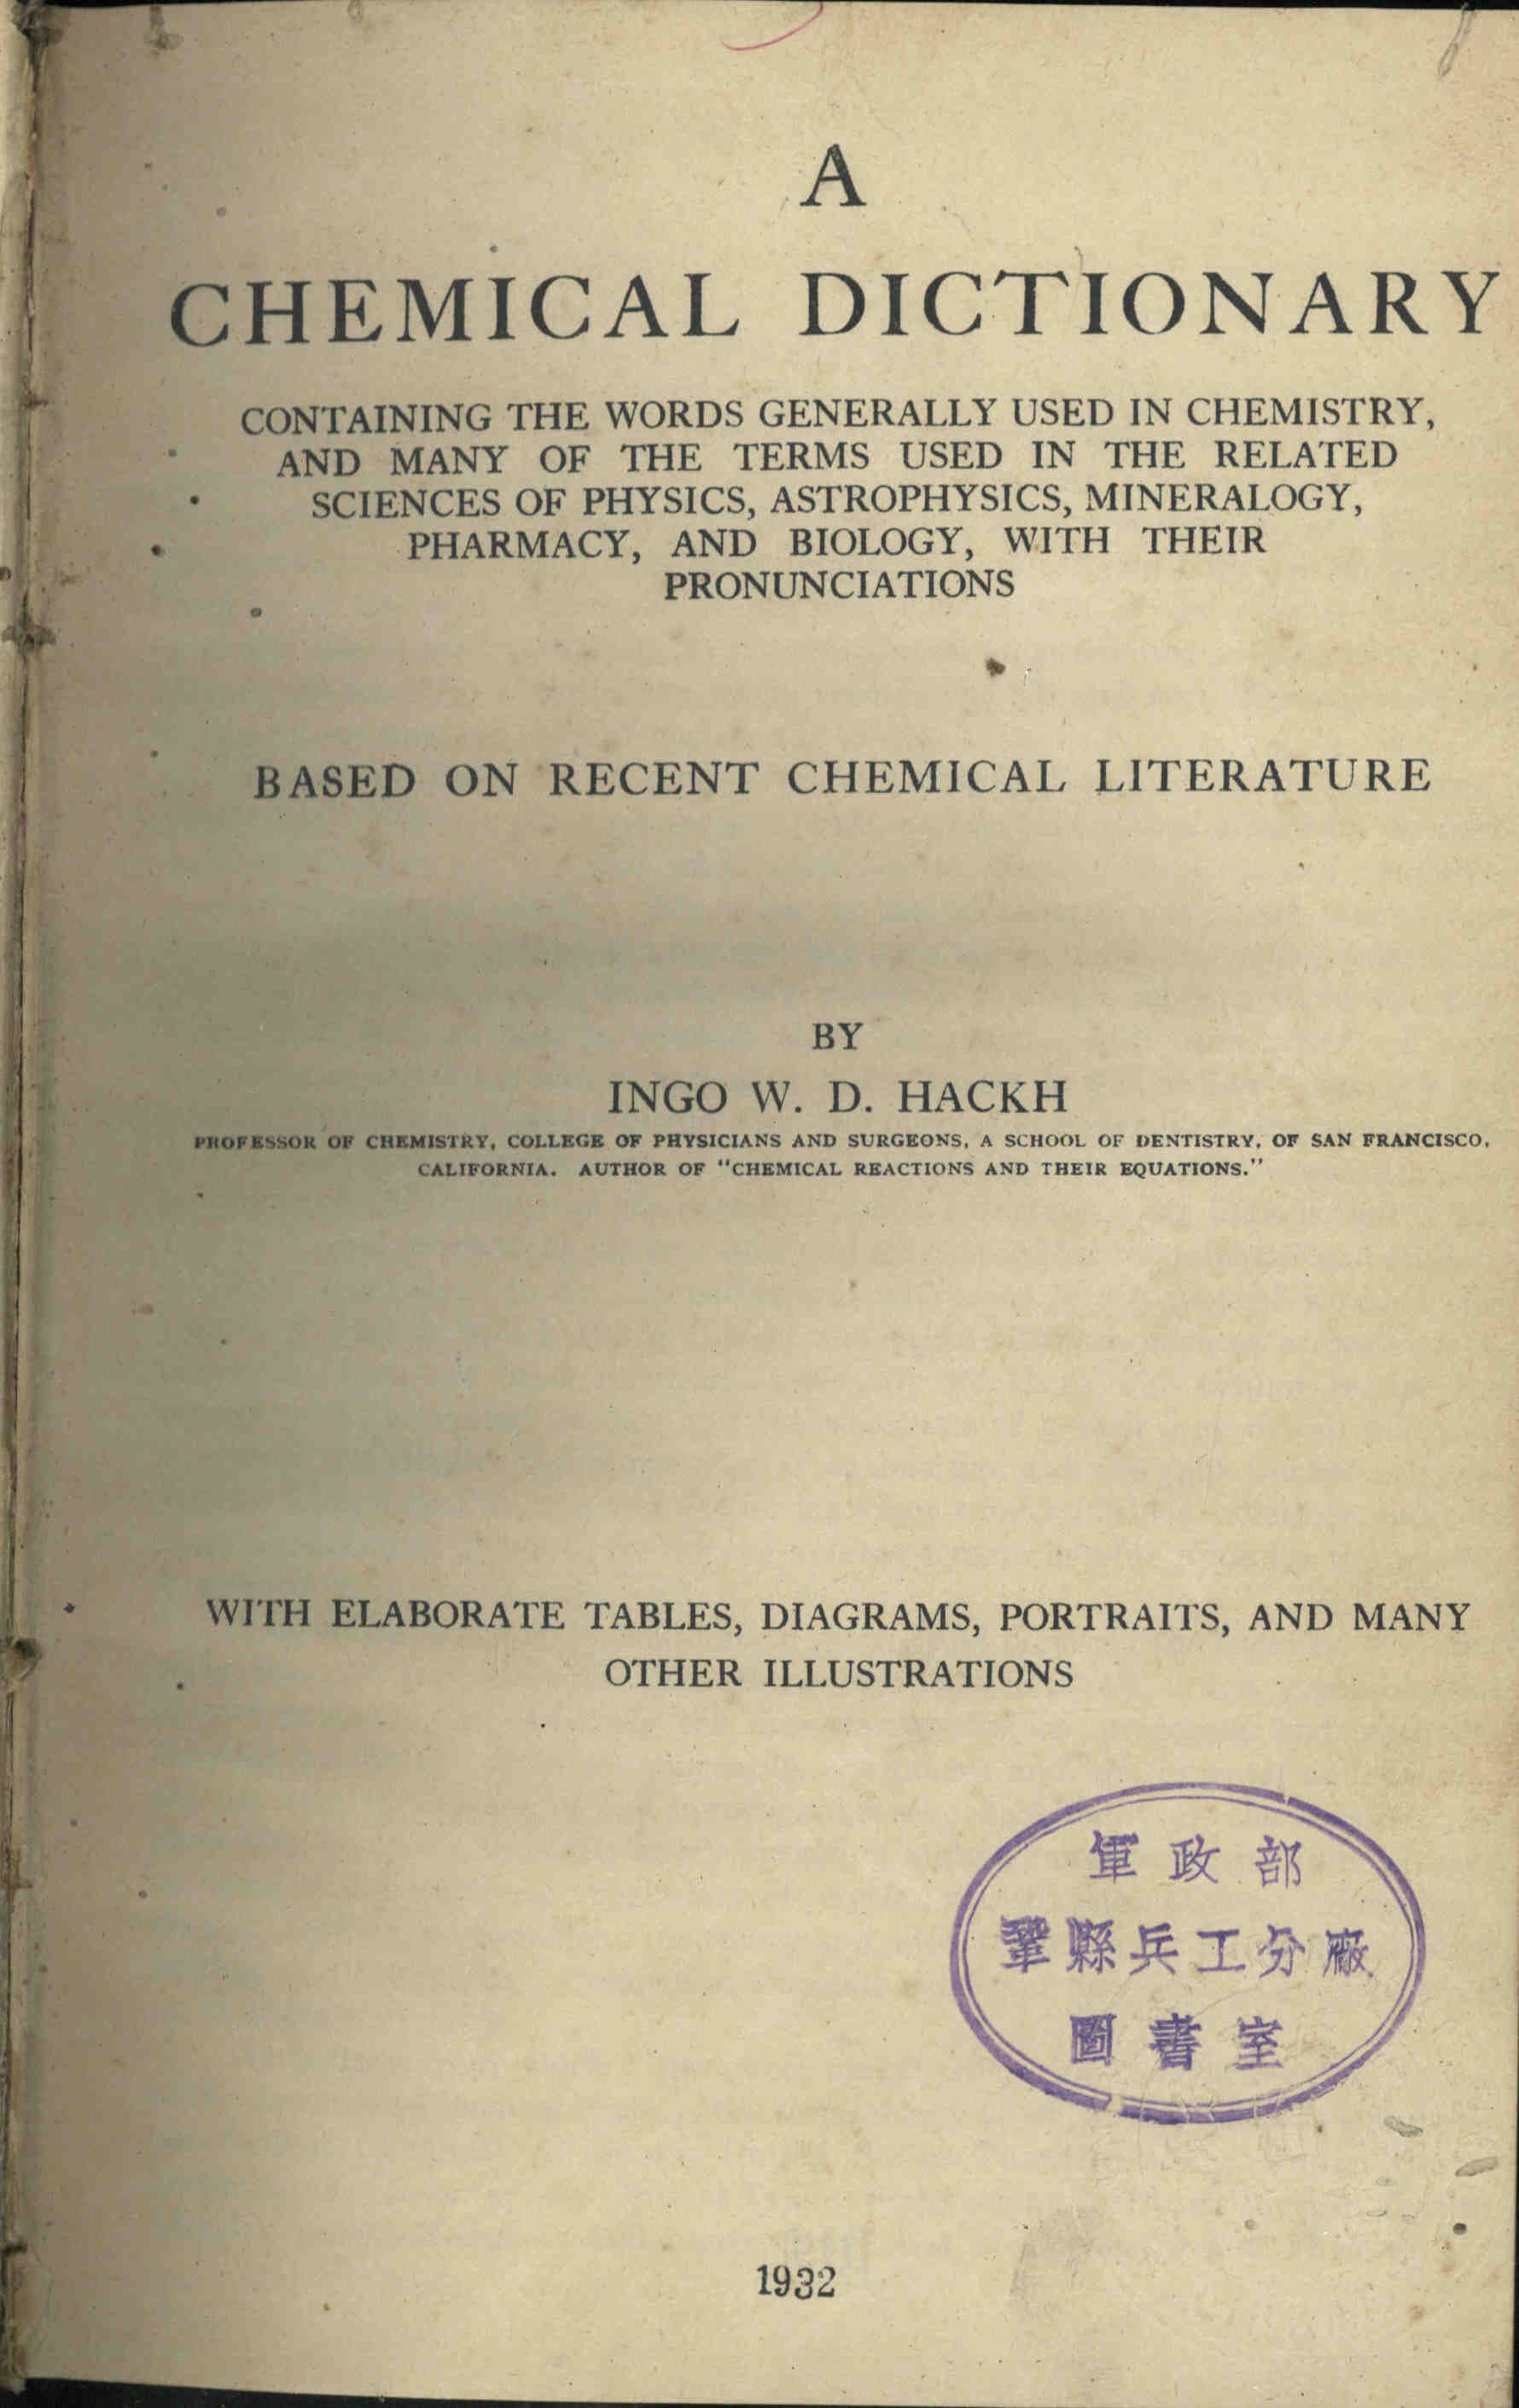 A
CHEMICAL DICTIONARY
CONTAINING THE WORDS GENERALLY USED IN CHEMISTRY,
AND MANY OF THE TERMS USED IN THE RELATED
SCIENCES OF PHYSICS, ASTROPHYSICS, MINERALOGY,
PHARMACY, AND BIOLOGY, WITH THEIR
PRONUNCIATIONS
BASED ON RECENT CHEMICAL LITERATURE
BY
INGO W. D. HACKH
PROFESSOR OF CHEMISTRY, COLLEGE OF PHYSICIANS AND SURGEONS, A SCHOOL OF DENTISTRY, OF SAN FRANCISCO,
CALIFORNIA. AUTHOR OF "CHEMICAL REACTIONS AND THEIR EQUATIONS."
WITH ELABORATE TABLES, DIAGRAMS, PORTRAITS, AND MANY
OTHER ILLUSTRATIONS
軍政部
鞏縣兵工分廠
圖書室
1932